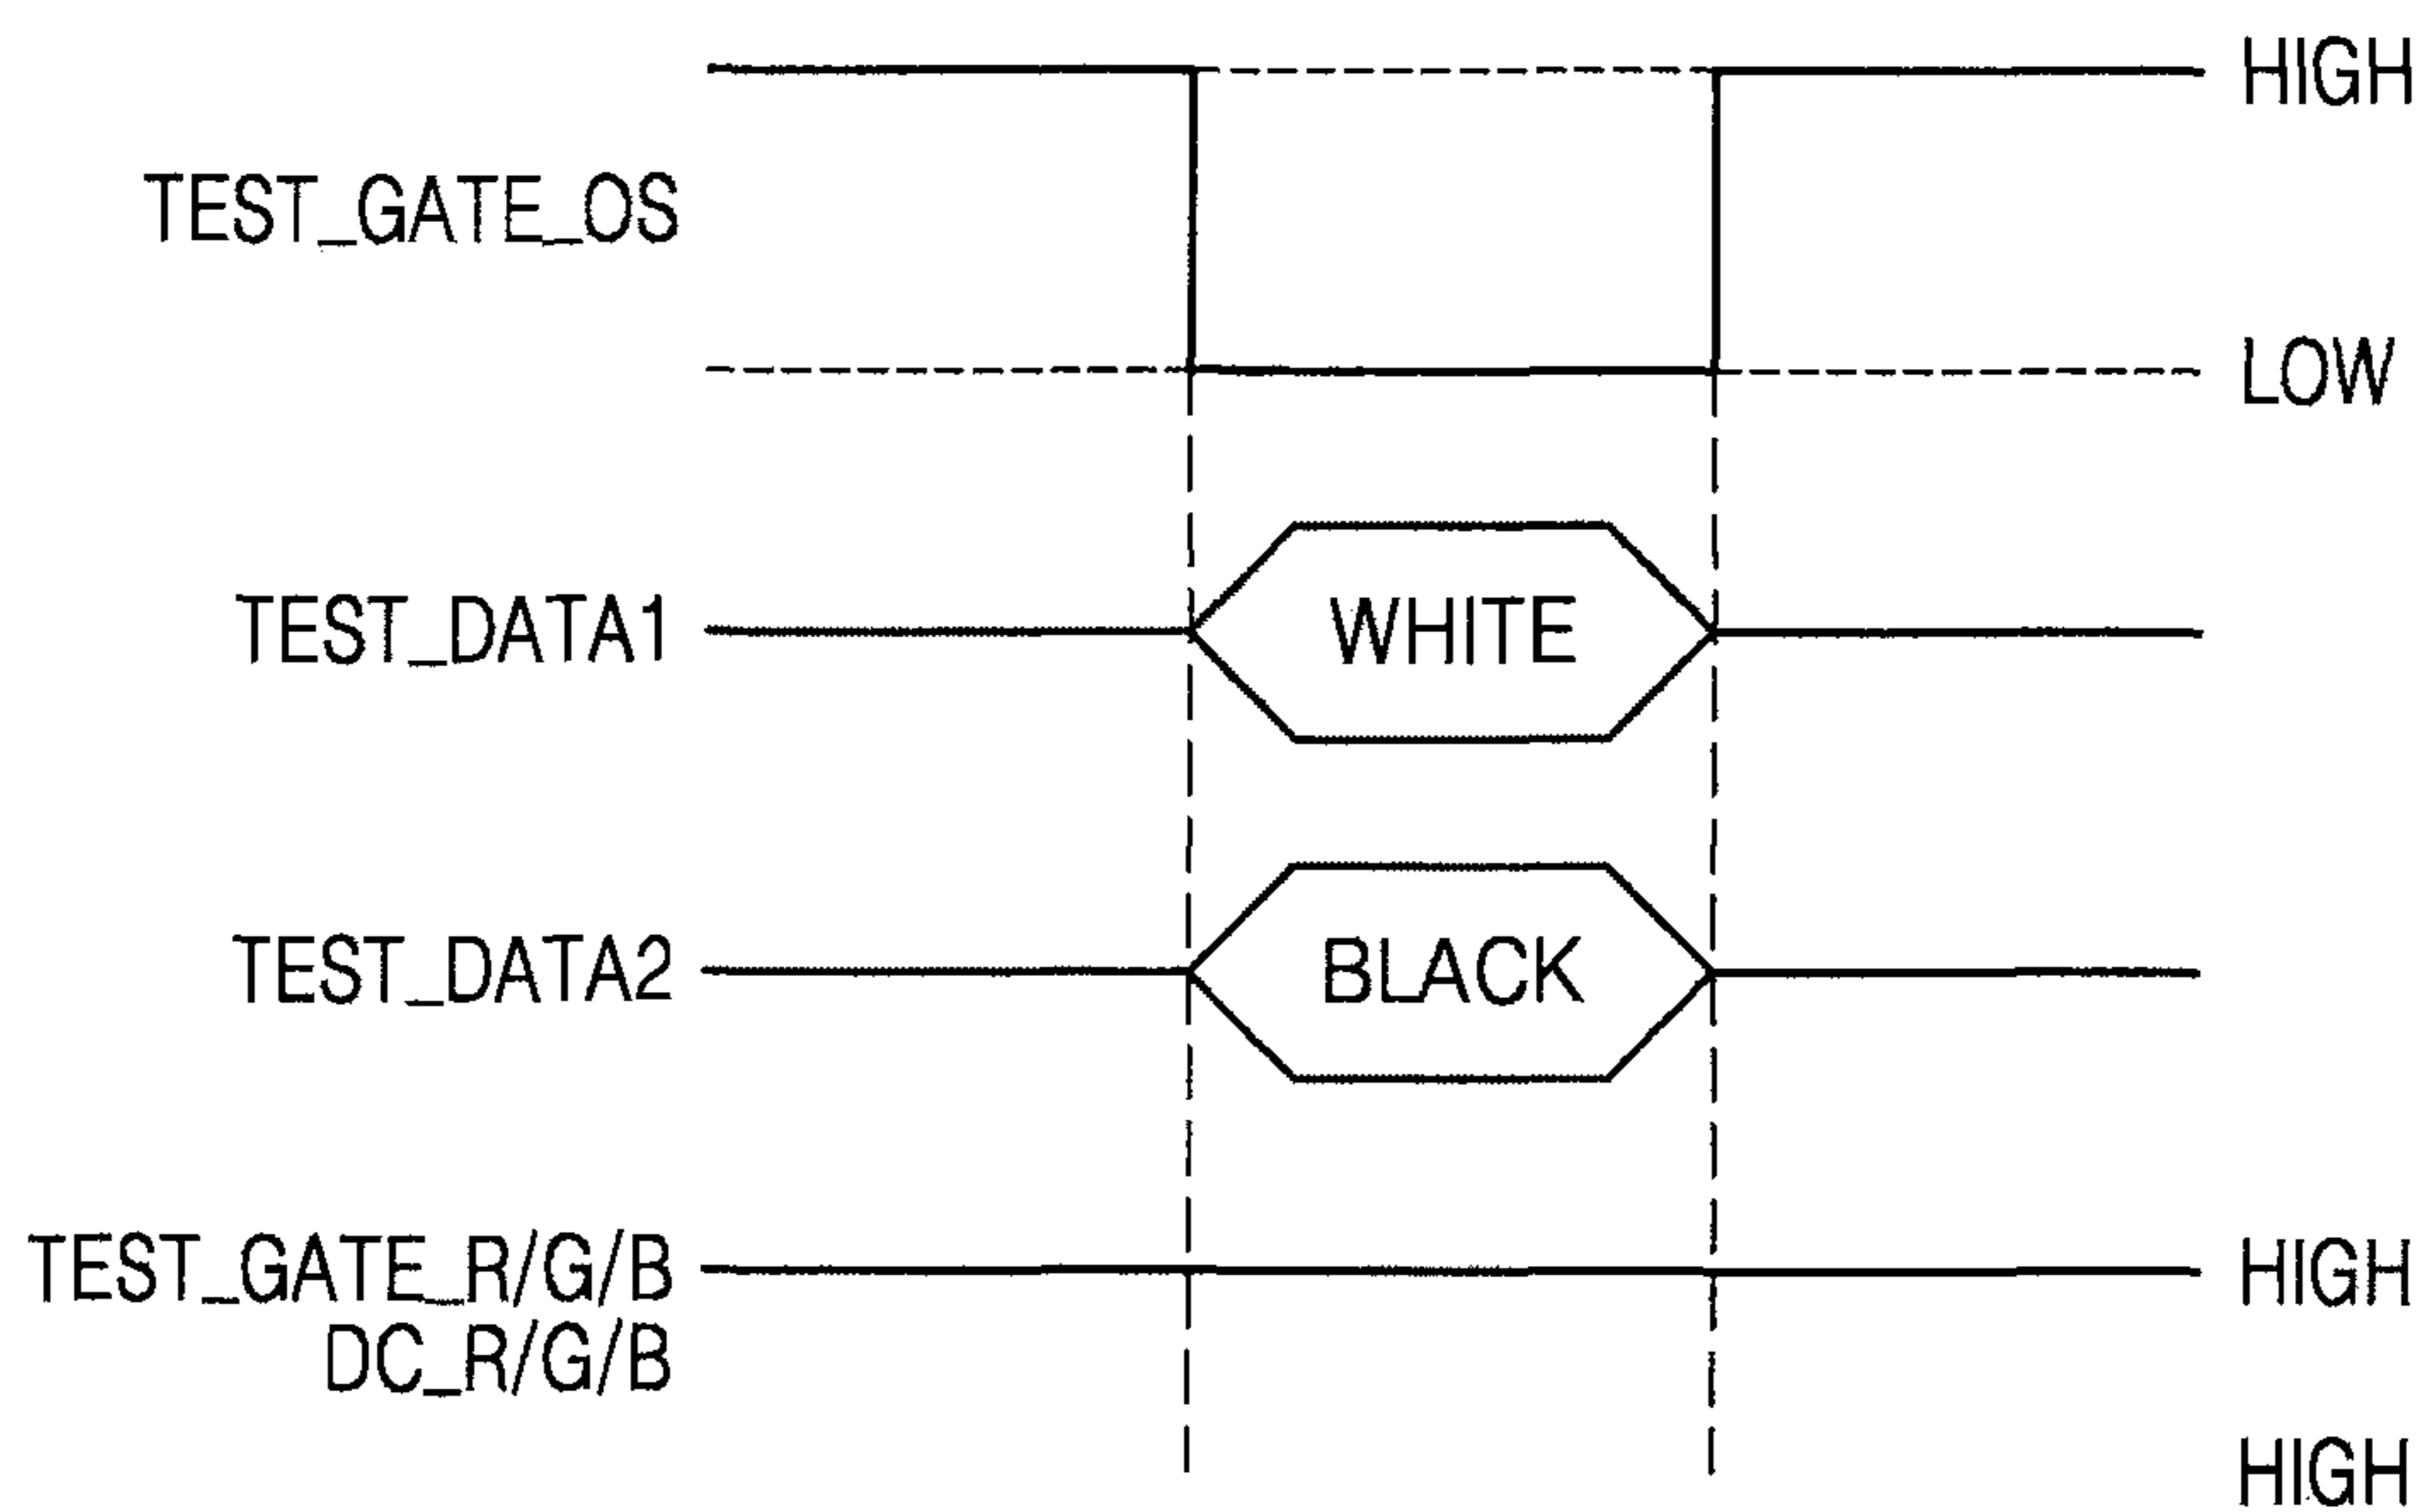 HIGH
TEST_GATE_OS
LOW
TEST_DATA1
WHITE
TEST_DATA2
BLACK
TEST_GATE_R/G/B
HIGH
DC_R/G/B
HIGH